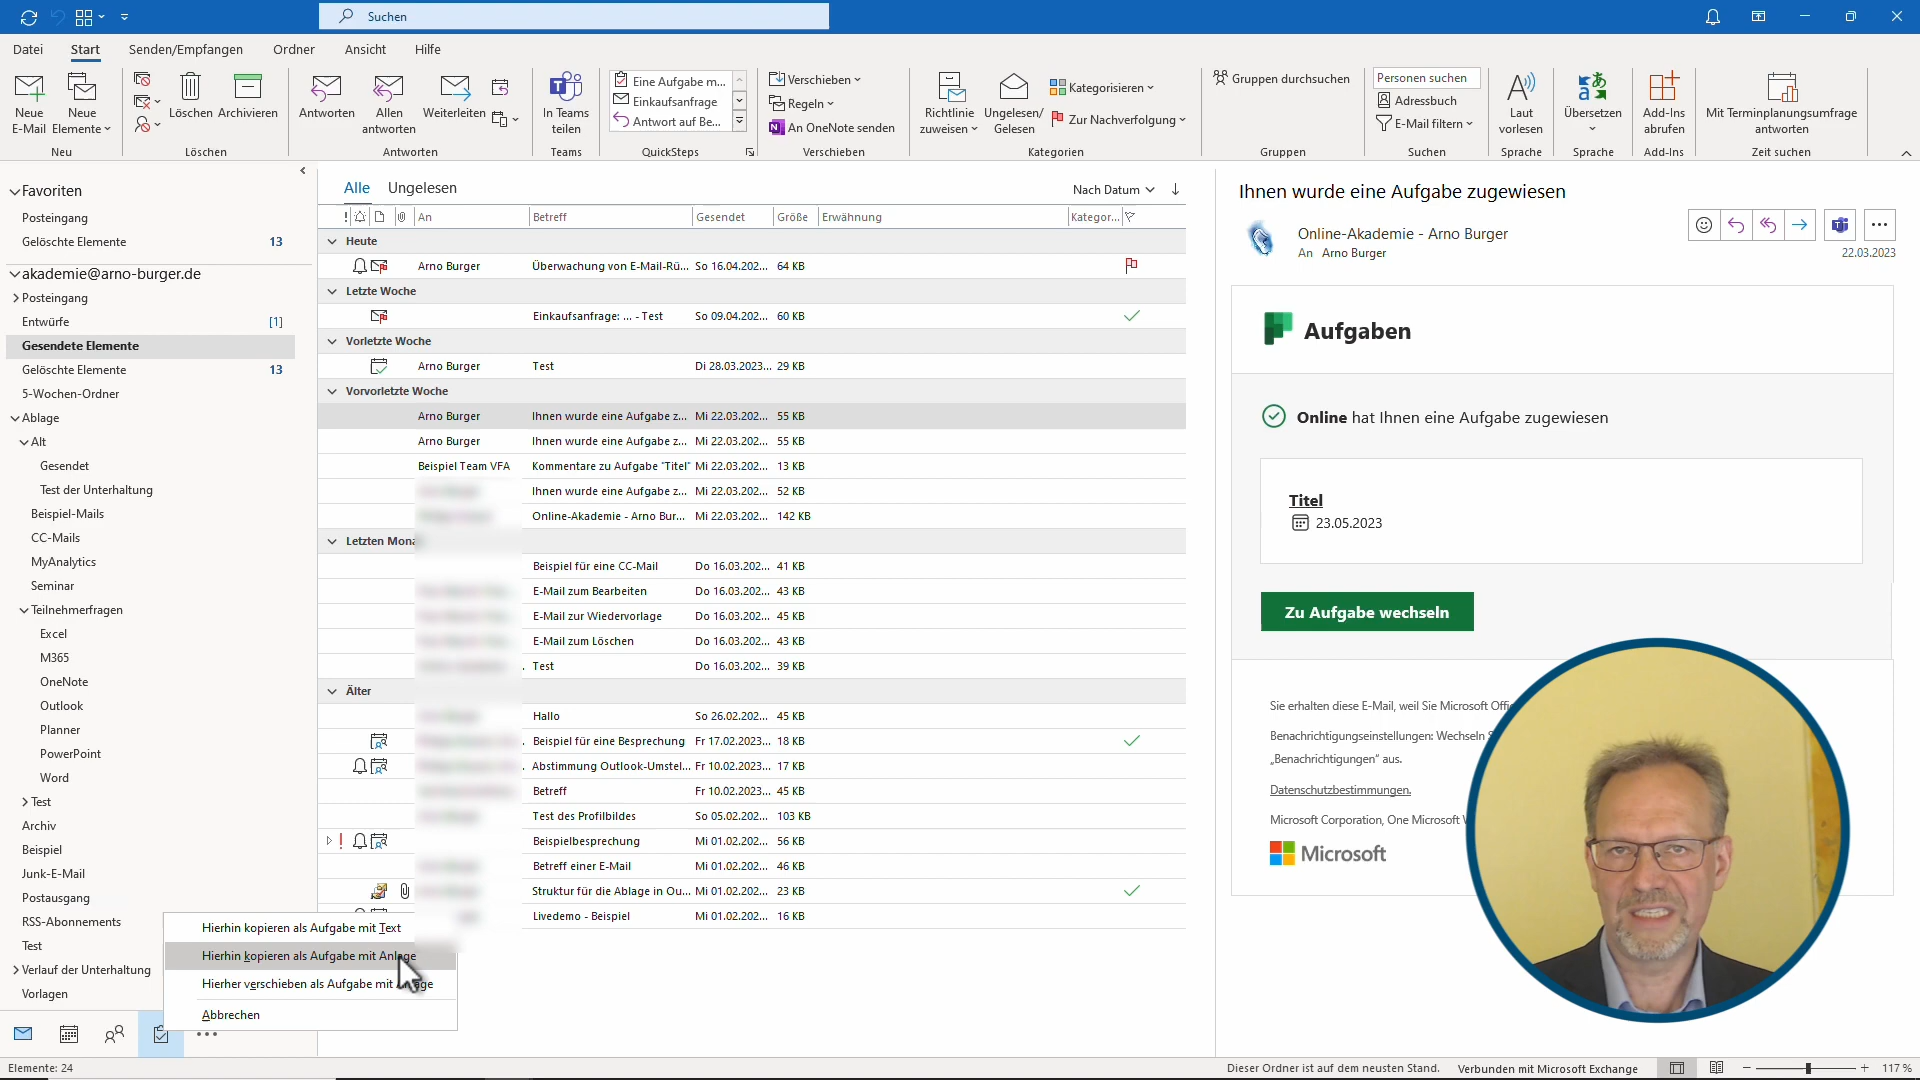 Suchen
Datei Start Senden/Empfangen Ordner Ansicht Hilfe
Neue E-Mail
Neue Elemente
Neu
Löschen
Archivieren
Löschen
Antworten
Allen antworten
Weiterleiten
Antworten
In Teams teilen
Teams
Eine Aufgabe m...
Einkaufsanfrage
Antwort auf Be...
QuickSteps
Verschieben
Regeln
An OneNote senden
Verschieben
Richtlinie zuweisen
Ungelesen/ Gelesen
Kategorisieren
Zur Nachverfolgung
Kategorien
Gruppen durchsuchen
Gruppen
Personen suchen
Adressbuch
E-Mail filtern
Suchen
Laut vorlesen
Sprache
Übersetzen
Sprache
Add-Ins abrufen
Add-Ins
Mit Terminplanungsumfrage antworten
Zeit suchen
Favoriten
Posteingang
Gelöschte Elemente 13
akademie@arno-burger.de
Posteingang
Entwürfe [1]
Gesendete Elemente
Gelöschte Elemente 13
5-Wochen-Ordner
Ablage
Alt
Gesendet
Test der Unterhaltung
Beispiel-Mails
CC-Mails
MyAnalytics
Seminar
Teilnehmerfragen
Excel
M365
OneNote
Outlook
Planner
PowerPoint
Word
Test
Archiv
Beispiel
Junk-E-Mail
Postausgang
RSS-Abonnements
Test
Verlauf der Unterhaltung
Vorlagen
Hierhin kopieren als Aufgabe mit Text
Hierhin kopieren als Aufgabe mit Anlage
Hierher verschieben als Aufgabe mit Anlage
Abbrechen
Alle Ungelesen Nach Datum
An Betreff Gesendet Größe Erwähnung Kategor...
Heute
Arno Burger Überwachung von E-Mail-Rü... So 16.04.202... 64 KB
Letzte Woche
Einkaufsanfrage: ... - Test So 09.04.202... 60 KB
Vorletzte Woche
Arno Burger Test Di 28.03.2023... 29 KB
Vorvorletzte Woche
Arno Burger Ihnen wurde eine Aufgabe z... Mi 22.03.202... 55 KB
Arno Burger Ihnen wurde eine Aufgabe z... Mi 22.03.202... 55 KB
Beispiel Team VFA Kommentare zu Aufgabe "Titel" Mi 22.03.202... 13 KB
Ihnen wurde eine Aufgabe z... Mi 22.03.202... 52 KB
Online-Akademie - Arno Bur... Mi 22.03.202... 142 KB
Letzten Mona
Beispiel für eine CC-Mail Do 16.03.202... 41 KB
E-Mail zum Bearbeiten Do 16.03.202... 43 KB
E-Mail zur Wiedervorlage Do 16.03.202... 45 KB
E-Mail zum Löschen Do 16.03.202... 43 KB
Test Do 16.03.202... 39 KB
Älter
Hallo So 26.02.202... 45 KB
Beispiel für eine Besprechung Fr 17.02.2023... 18 KB
Abstimmung Outlook-Umstel... Fr 10.02.2023... 17 KB
Betreff Fr 10.02.2023... 45 KB
Test des Profilbildes So 05.02.202... 103 KB
Beispielbesprechung Mi 01.02.202... 56 KB
Betreff einer E-Mail Mi 01.02.202... 46 KB
Struktur für die Ablage in Ou... Mi 01.02.202... 23 KB
Livedemo - Beispiel Mi 01.02.202... 16 KB
Ihnen wurde eine Aufgabe zugewiesen
Online-Akademie - Arno Burger
An Arno Burger 22.03.2023
Aufgaben
Online hat Ihnen eine Aufgabe zugewiesen
Titel
23.05.2023
Zu Aufgabe wechseln
Sie erhalten diese E-Mail, weil Sie Microsoft Offi
Benachrichtigungseinstellungen: Wechseln S
„Benachrichtigungen“ aus.
Datenschutzbestimmungen.
Microsoft Corporation, One Microsoft W
Microsoft
Elemente: 24 Dieser Ordner ist auf dem neusten Stand. Verbunden mit Microsoft Exchange 117 %